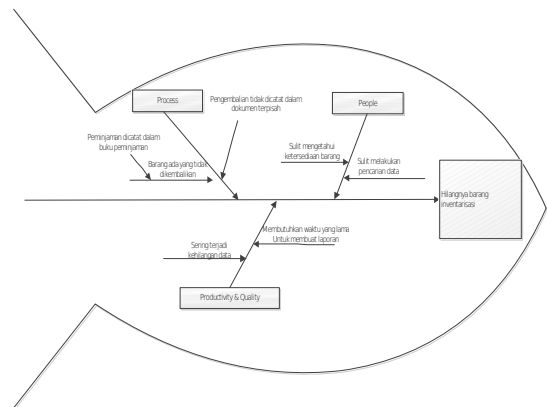 Process
Pengembalian tidak dicatat dalam
dokumen terpisah
People
Peminjaman dicatat dalam
buku peminjaman
Barang ada yang tidak
dikembalikan
Sulit mengetahui
ketersediaan barang
Sulit melakukan
pencarian data
Hilangnya barang
inventarisasi
Membutuhkan waktu yang lama
Untuk membuat laporan
Sering terjadi
kehilangan data
Productivity & Quality